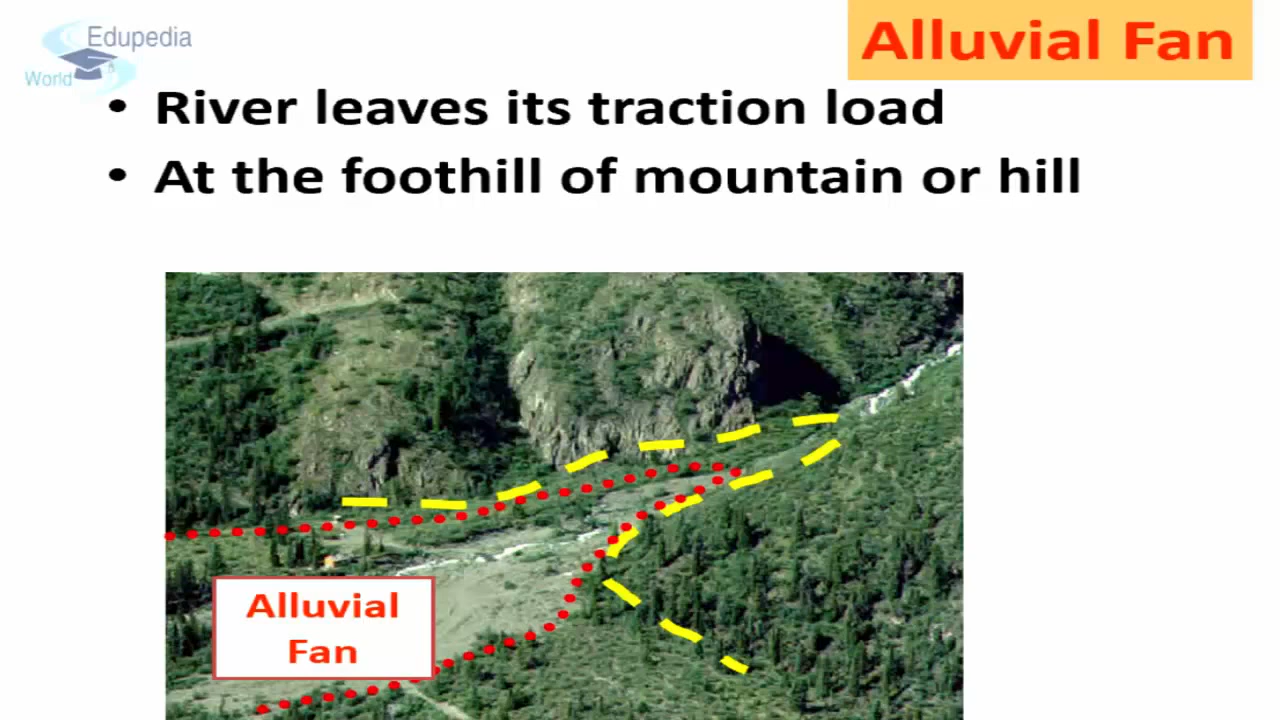 Edupedia
World
Alluvial Fan
• River leaves its traction load
• At the foothill of mountain or hill
Alluvial
Fan